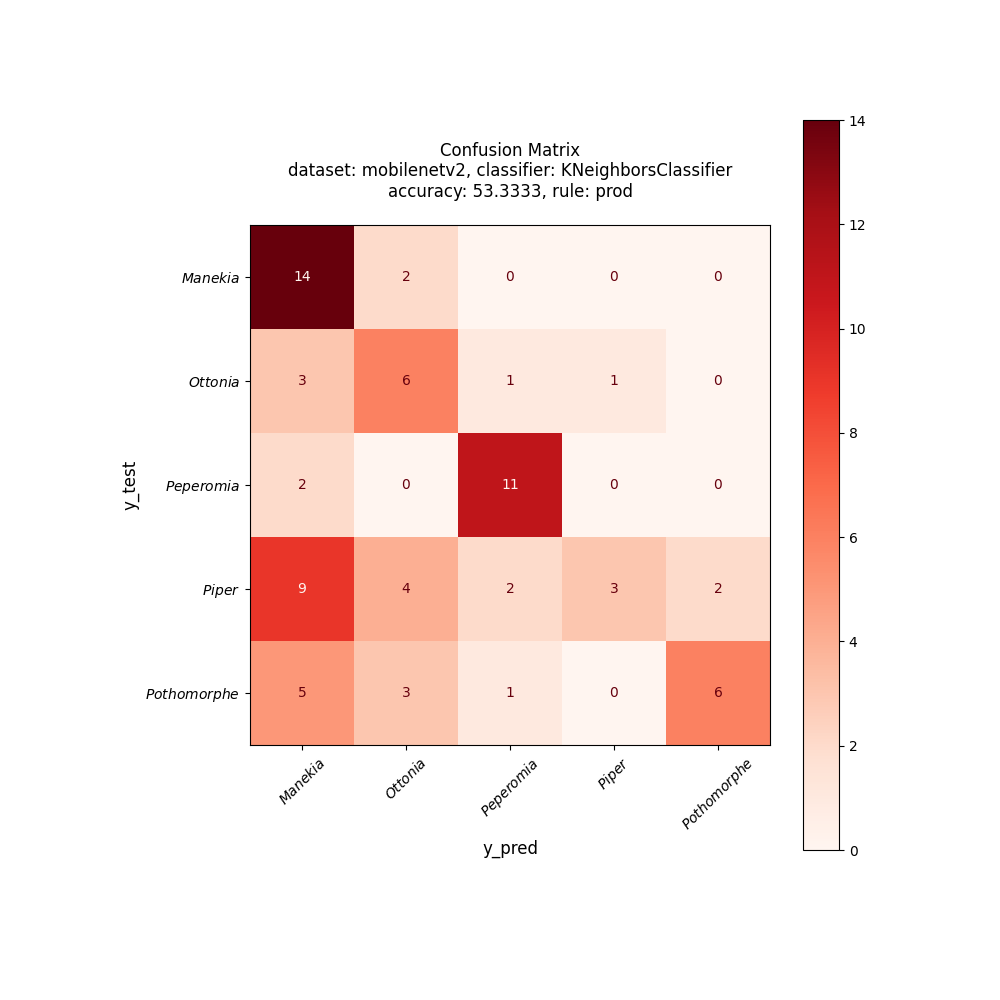 Confusion Matrix
dataset: mobilenetv2, classifier: KNeighborsClassifier
accuracy: 53.3333, rule: prod
14
12
10
8
6
4
2
0
y_test
Manekia 14 2 0 0 0
Ottonia 3 6 1 1 0
Peperomia 2 0 11 0 0
Piper 9 4 2 3 2
Pothomorphe 5 3 1 0 6
Manekia Ottonia Peperomia Piper Pothomorphe
y_pred